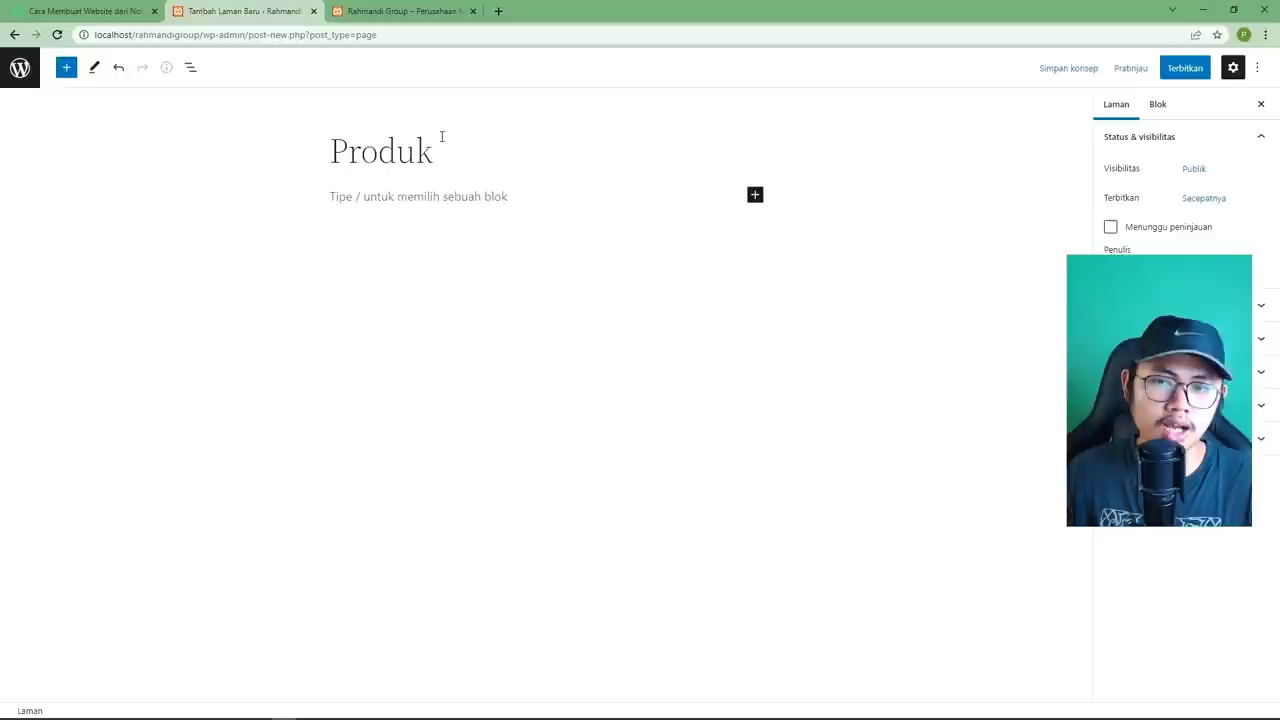 Cara Membuat Website dari Nol
Tambah Laman Baru ‹ Rahmandi
Rahmandi Group – Perusahaan
localhost/rahmandigroup/wp-admin/post-new.php?post_type=page
P
Simpan konsep
Pratinjau
Terbitkan
Laman
Blok
Status & visibilitas
Produk
Visibilitas
Publik
Tipe / untuk memilih sebuah blok
Terbitkan
Secepatnya
Menunggu peninjauan
Penulis
Laman